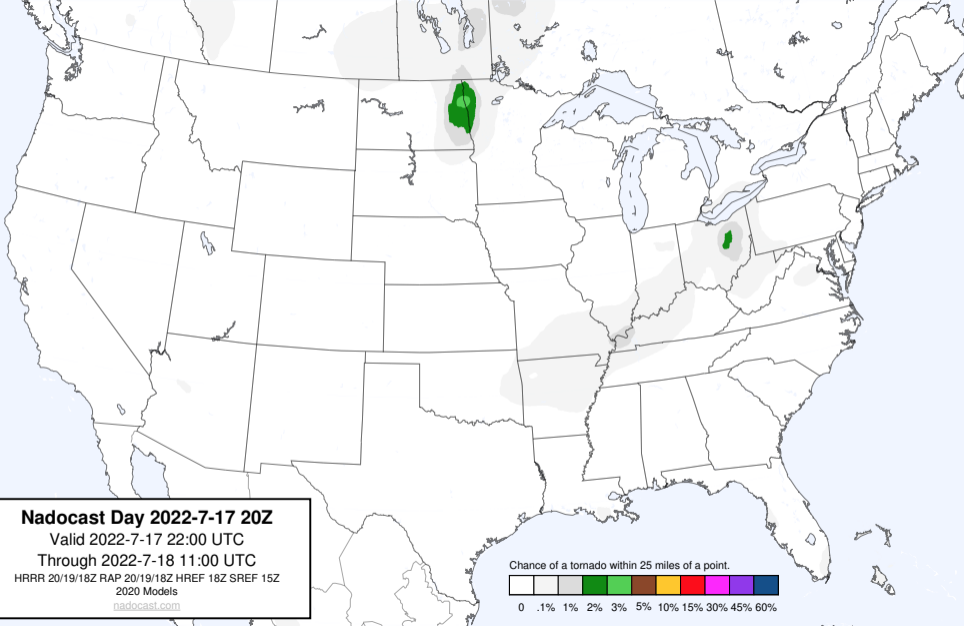 Nadocast Day 2022-7-17 20Z
Valid 2022-7-17 22:00 UTC
Through 2022-7-18 11:00 UTC
HRRR 20/19/18Z RAP 20/19/18Z HREF 18Z SREF 15Z
2020 Models
nadocast.com
Chance of a tornado within 25 miles of a point.
0 .1% 1% 2% 3% 5% 10% 15% 30% 45% 60%